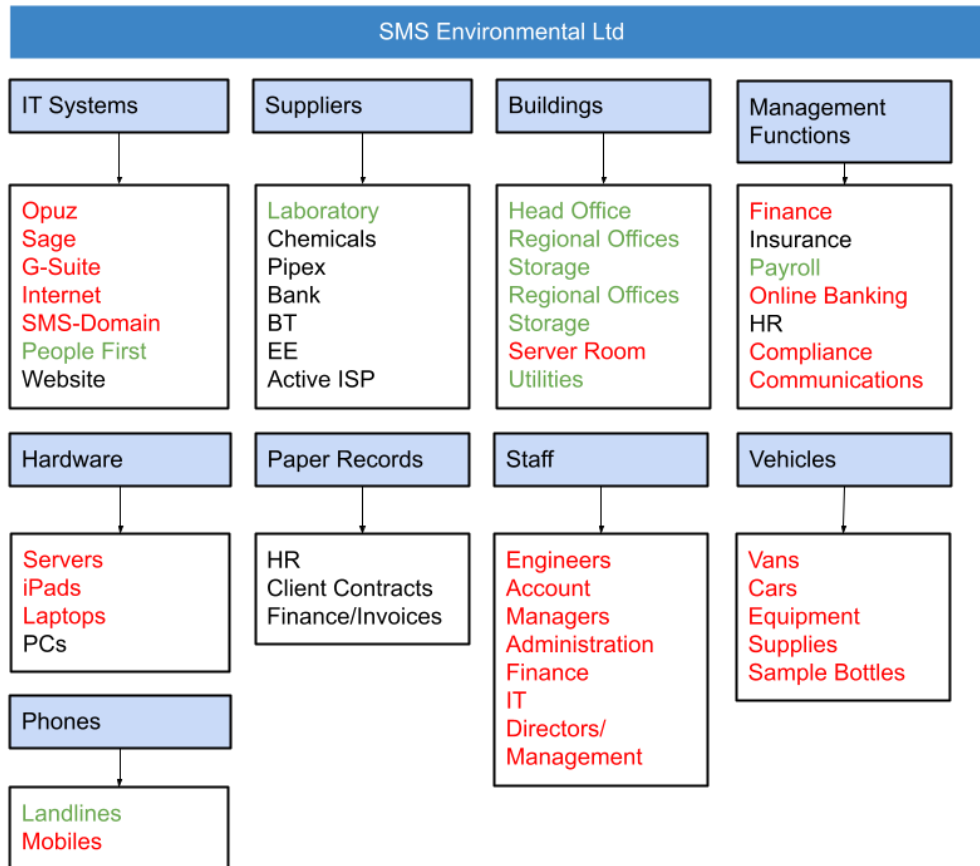 SMS Environmental Ltd
IT Systems
Opuz
Sage
G-Suite
Internet
SMS-Domain
People First
Website
Suppliers
Laboratory
Chemicals
Pipex
Bank
BT
EE
Active ISP
Buildings
Head Office
Regional Offices
Storage
Regional Offices
Storage
Server Room
Utilities
Management
Functions
Finance
Insurance
Payroll
Online Banking
HR
Compliance
Communications
Hardware
Servers
iPads
Laptops
PCs
Paper Records
HR
Client Contracts
Finance/Invoices
Staff
Engineers
Account
Managers
Administration
Finance
IT
Directors/
Management
Vehicles
Vans
Cars
Equipment
Supplies
Sample Bottles
Phones
Landlines
Mobiles